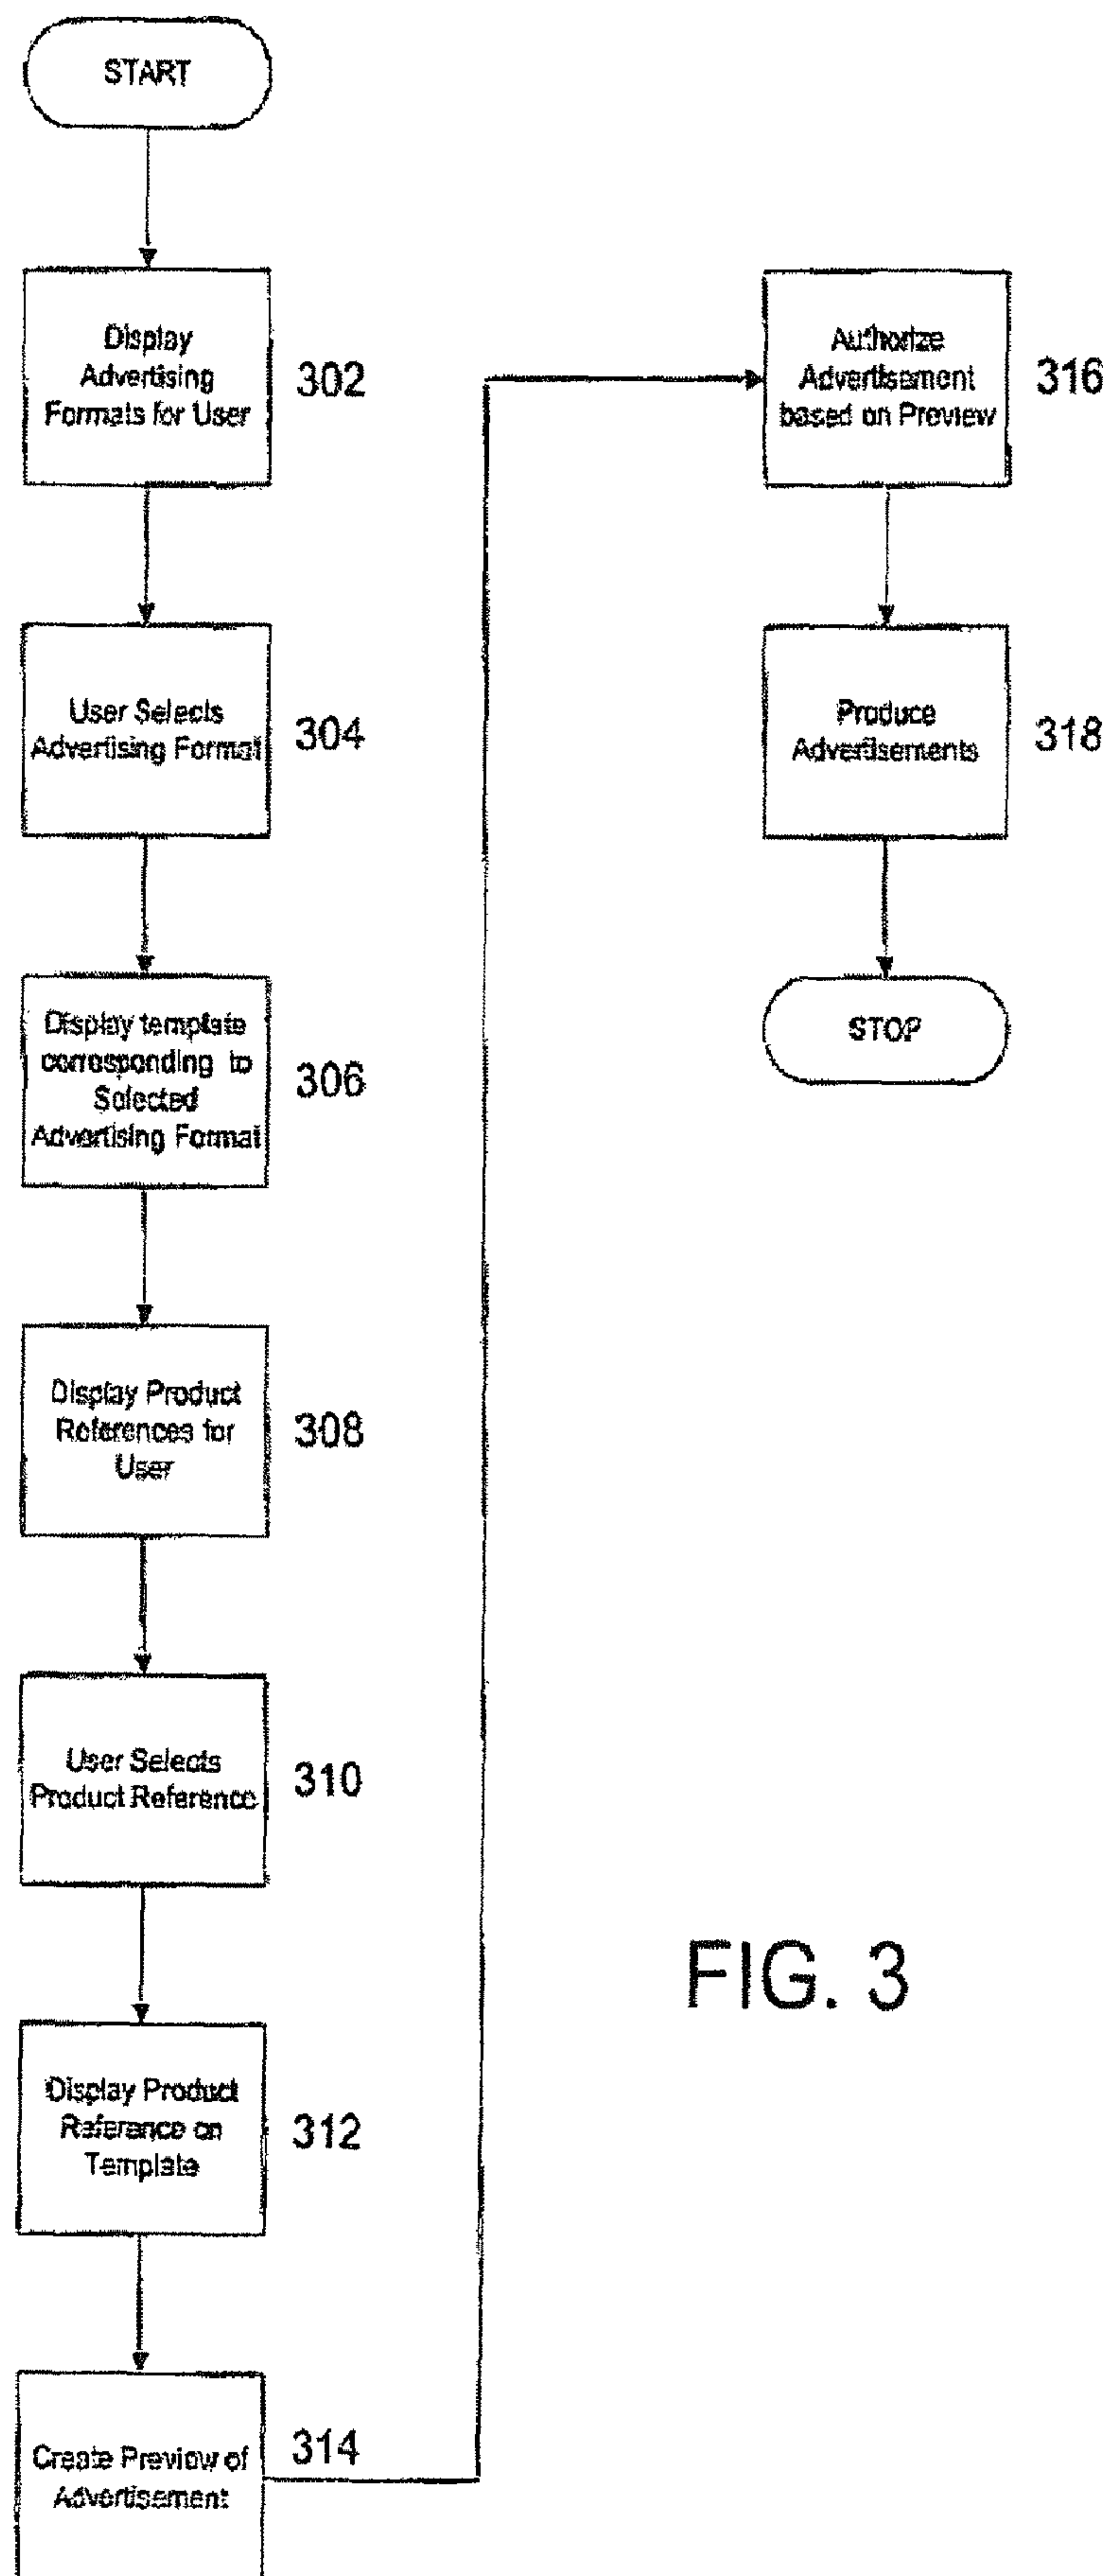 START
Display
Advertising
Formats for User
302
User Selects
Advertising Format
304
Display template
corresponding to
Selected
Advertising Format
306
Display Product
References for
User
308
User Selects
Product Reference
310
Display Product
Reference on
Template
312
Create Preview of
Advertisement
314
Authorize
Advertisement
based on Preview
316
Produce
Advertisements
318
STOP
FIG. 3